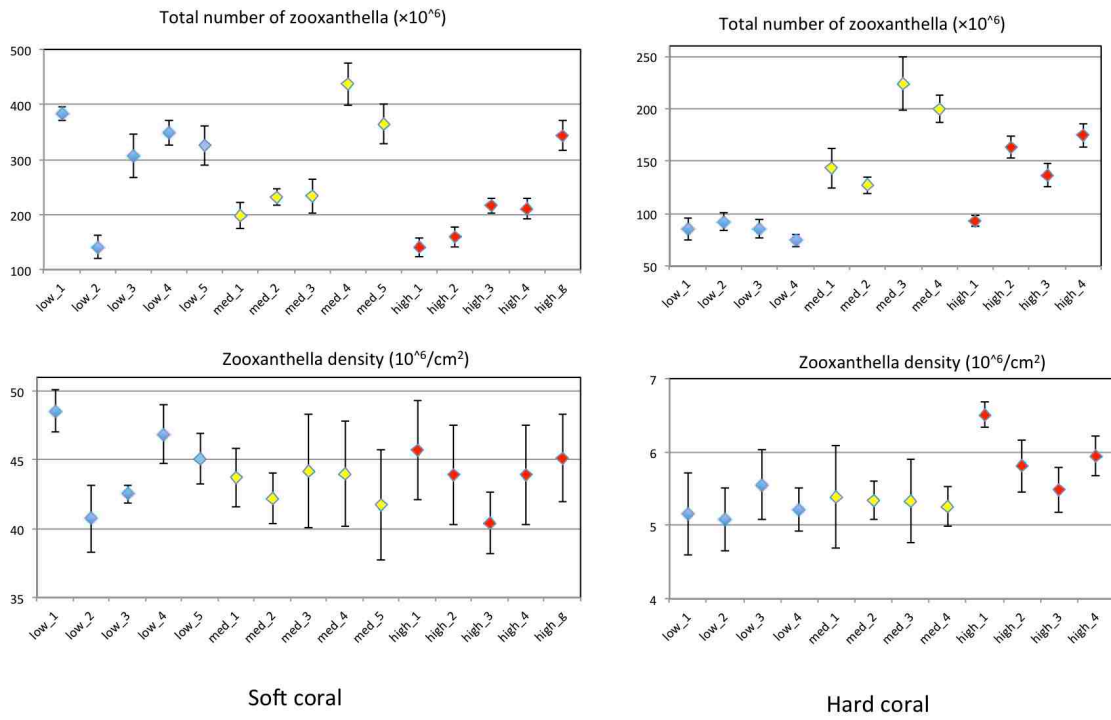 Total number of zooxanthella (×10^6)
500
400
300
200
100
low_1 low_2 low_3 low_4 low_5 med_1 med_2 med_3 med_4 med_5 high_1 high_2 high_3 high_4 high_g
Total number of zooxanthella (×10^6)
250
200
150
100
50
low_1 low_2 low_3 low_4 med_1 med_2 med_3 med_4 high_1 high_2 high_3 high_4
Zooxanthella density (10^6/cm²)
50
45
40
35
low_1 low_2 low_3 low_4 low_5 med_1 med_2 med_3 med_4 med_5 high_1 high_2 high_3 high_4 high_g
Zooxanthella density (10^6/cm²)
7
6
5
4
low_1 low_2 low_3 low_4 med_1 med_2 med_3 med_4 high_1 high_2 high_3 high_4
Soft coral
Hard coral